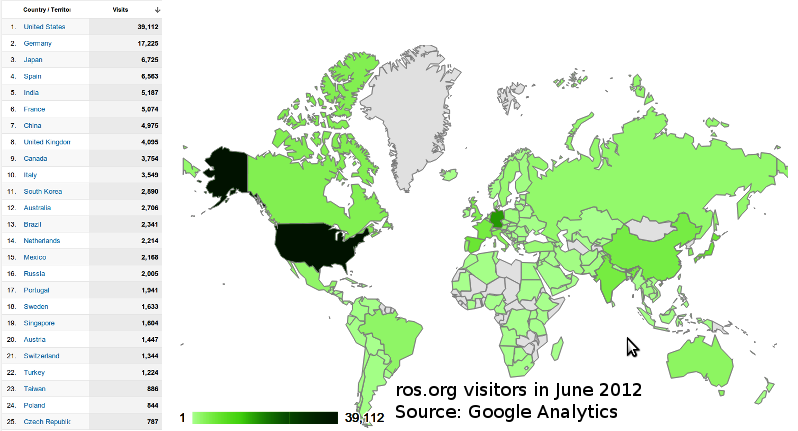 Country / Territo Visits
1. United States 39,112
2. Germany 17,225
3. Japan 6,725
4. Spain 6,563
5. India 5,187
6. France 5,074
7. China 4,975
8. United Kingdon 4,095
9. Canada 3,754
10. Italy 3,549
11. South Korea 2,890
12. Australia 2,706
13. Brazil 2,341
14. Netherlands 2,214
15. Mexico 2,168
16. Russia 2,005
17. Portugal 1,941
18. Sweden 1,633
19. Singapore 1,604
20. Austria 1,447
21. Switzerland 1,344
22. Turkey 1,224
23. Taiwan 886
24. Poland 844
25. Czech Republi 787
ros.org visitors in June 2012
Source: Google Analytics
1 39,112